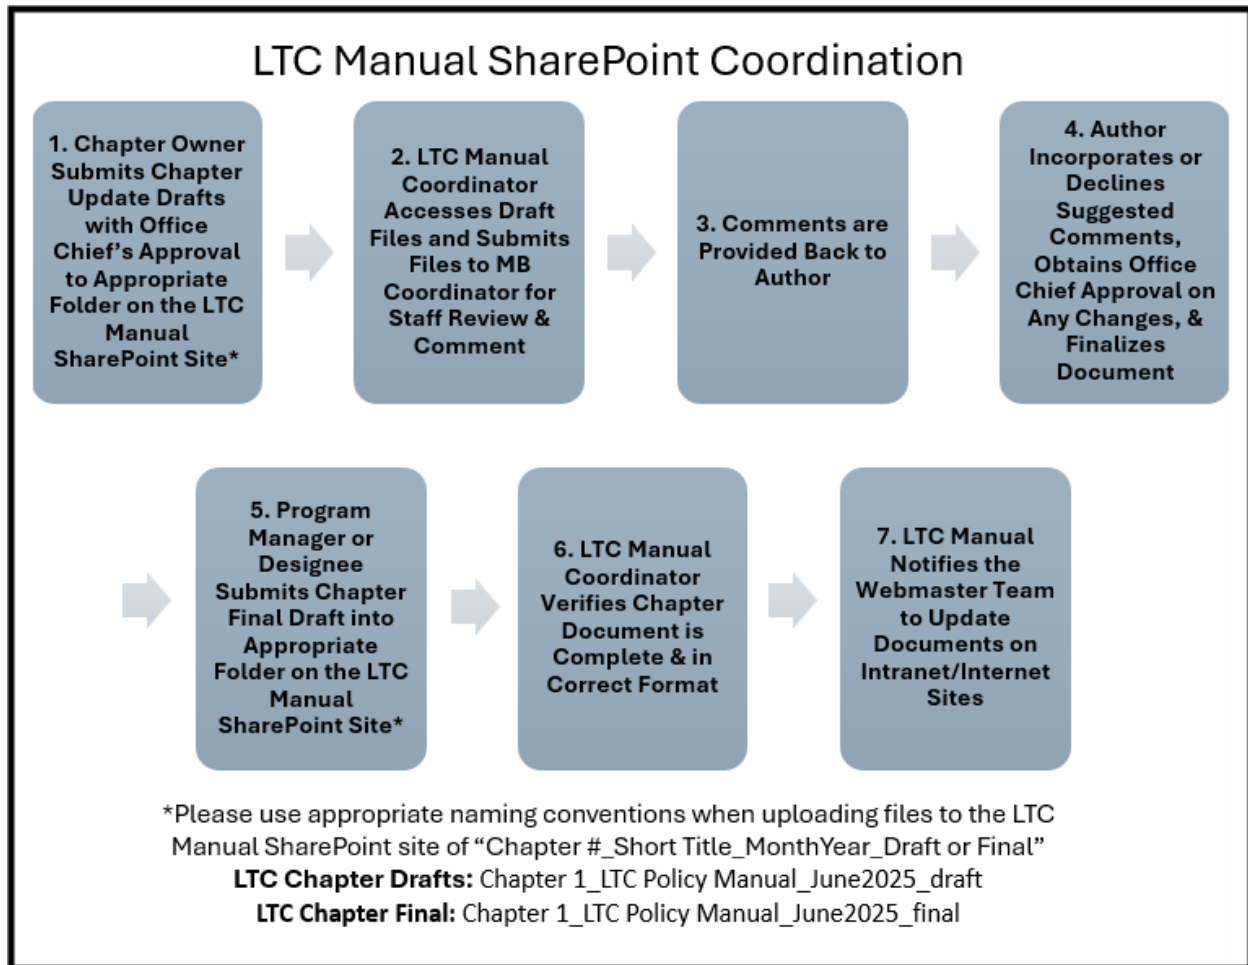 LTC Manual SharePoint Coordination
1. Chapter Owner
Submits Chapter
Update Drafts
with Office
Chief's Approval
to Appropriate
Folder on the LTC
Manual
SharePoint Site*
2. LTC Manual
Coordinator
Accesses Draft
Files and Submits
Files to MB
Coordinator for
Staff Review &
Comment
3. Comments are
Provided Back to
Author
4. Author
Incorporates or
Declines
Suggested
Comments,
Obtains Office
Chief Approval on
Any Changes, &
Finalizes
Document
5. Program
Manager or
Designee
Submits Chapter
Final Draft into
Appropriate
Folder on the LTC
Manual
SharePoint Site*
6. LTC Manual
Coordinator
Verifies Chapter
Document is
Complete & in
Correct Format
7. LTC Manual
Notifies the
Webmaster Team
to Update
Documents on
Intranet/Internet
Sites
*Please use appropriate naming conventions when uploading files to the LTC
Manual SharePoint site of “Chapter #_Short Title_MonthYear_Draft or Final”
LTC Chapter Drafts: Chapter 1_LTC Policy Manual_June2025_draft
LTC Chapter Final: Chapter 1_LTC Policy Manual_June2025_final